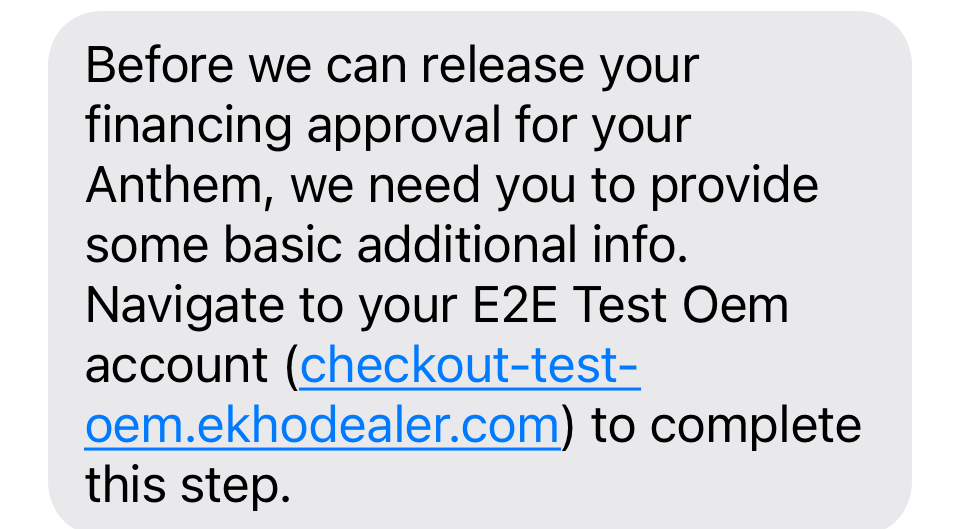 Before we can release your
financing approval for your
Anthem, we need you to provide
some basic additional info.
Navigate to your E2E Test Oem
account (checkout-test-
oem.ekhodealer.com) to complete
this step.